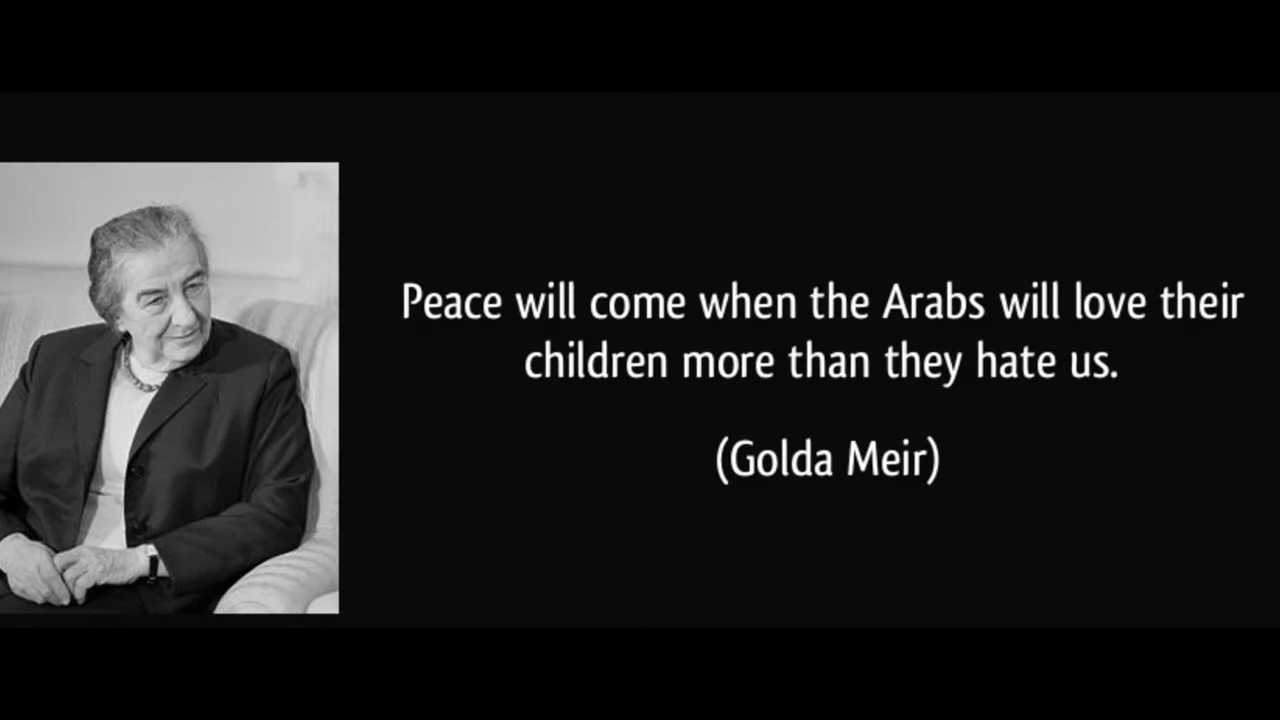 Peace will come when the Arabs will love their
children more than they hate us.
(Golda Meir)